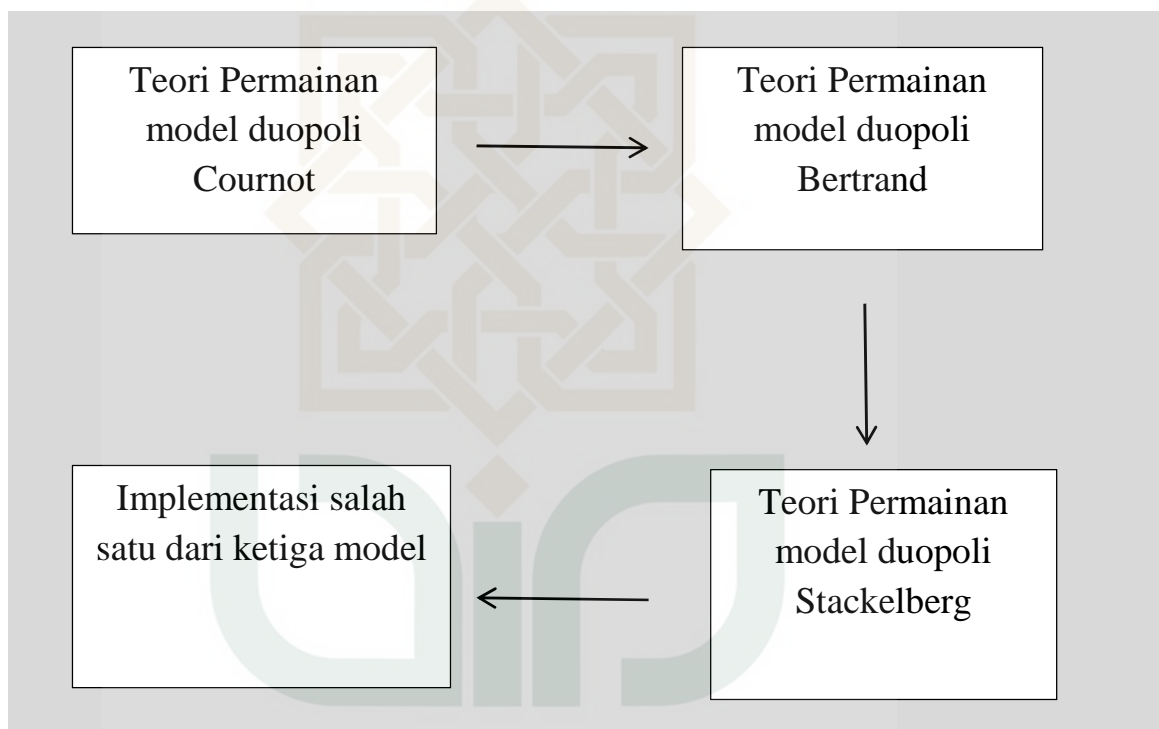 Teori Permainan
model duopoli
Cournot
Teori Permainan
model duopoli
Bertrand
Teori Permainan
model duopoli
Stackelberg
Implementasi salah
satu dari ketiga model